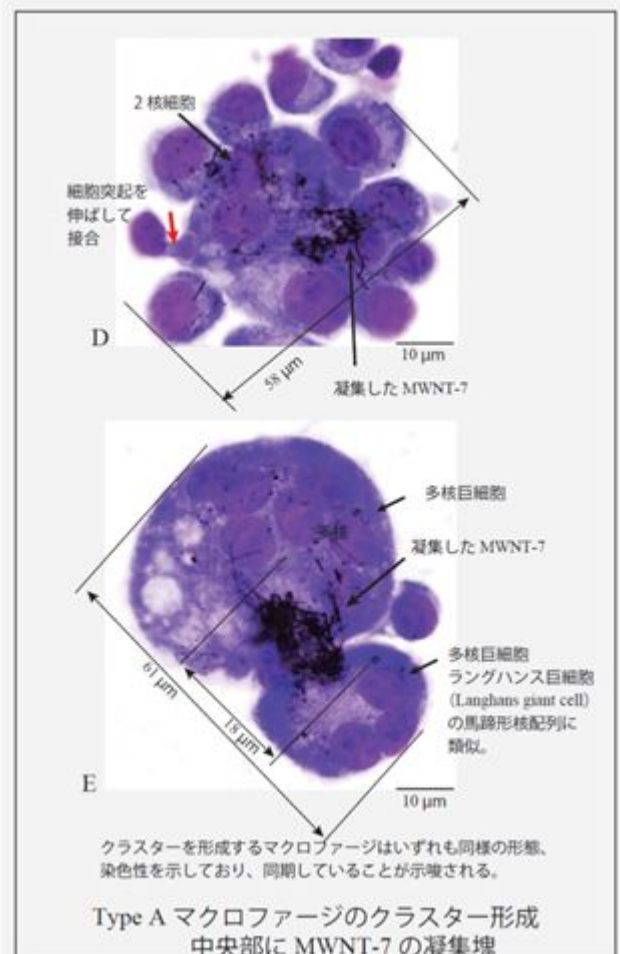 2 核細胞
細胞突起を
伸ばして
接合
D
10 µm
58 µm
凝集した MWNT-7
多核巨細胞
多核
凝集した MWNT-7
多核巨細胞
ラングハンス巨細胞
(Langhans giant cell)
の馬蹄形核配列に
類似。
61 µm
18 µm
E
10 µm
クラスターを形成するマクロファージはいずれも同様の形態、
染色性を示しており、同期していることが示唆される。
Type A マクロファージのクラスター形成
中央部に MWNT-7 の凝集塊